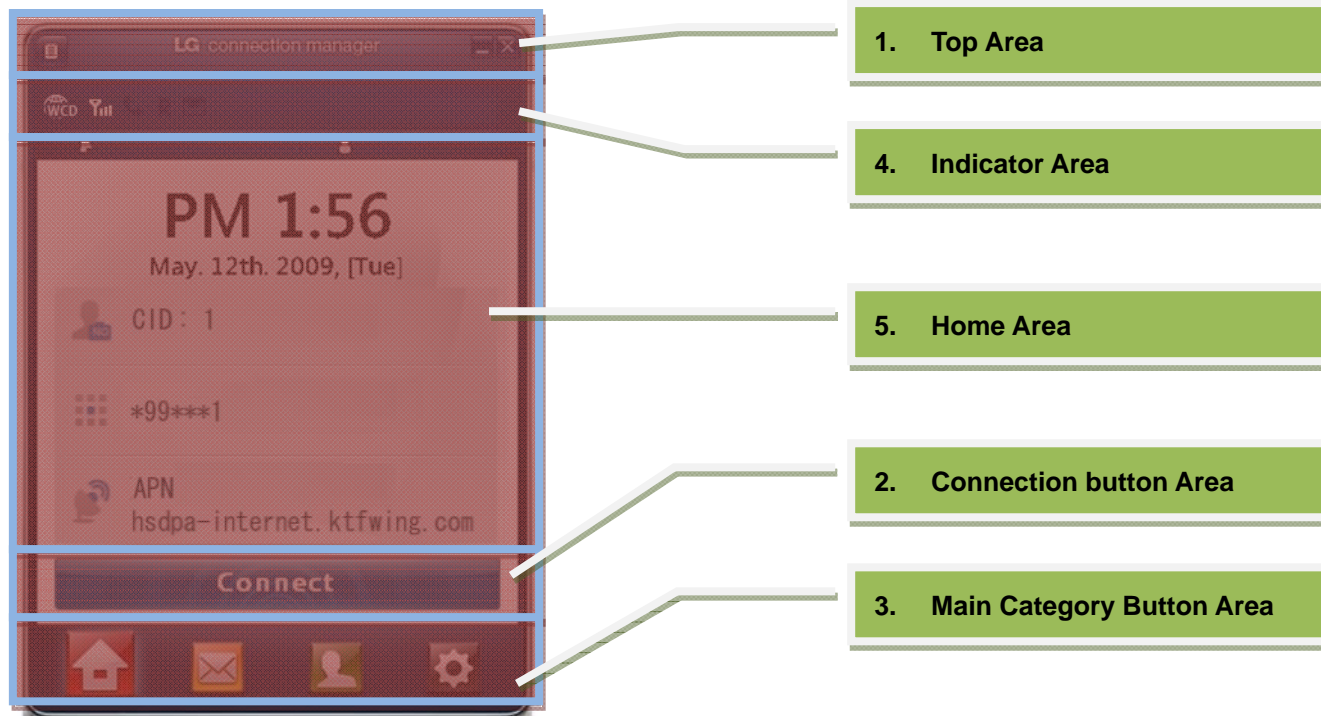 LG connection manager
WCD
PM 1:56
May. 12th. 2009, [Tue]
CID : 1
*99***1
APN
hsdpa-internet.ktfwing.com
Connect
1. Top Area
4. Indicator Area
5. Home Area
2. Connection button Area
3. Main Category Button Area